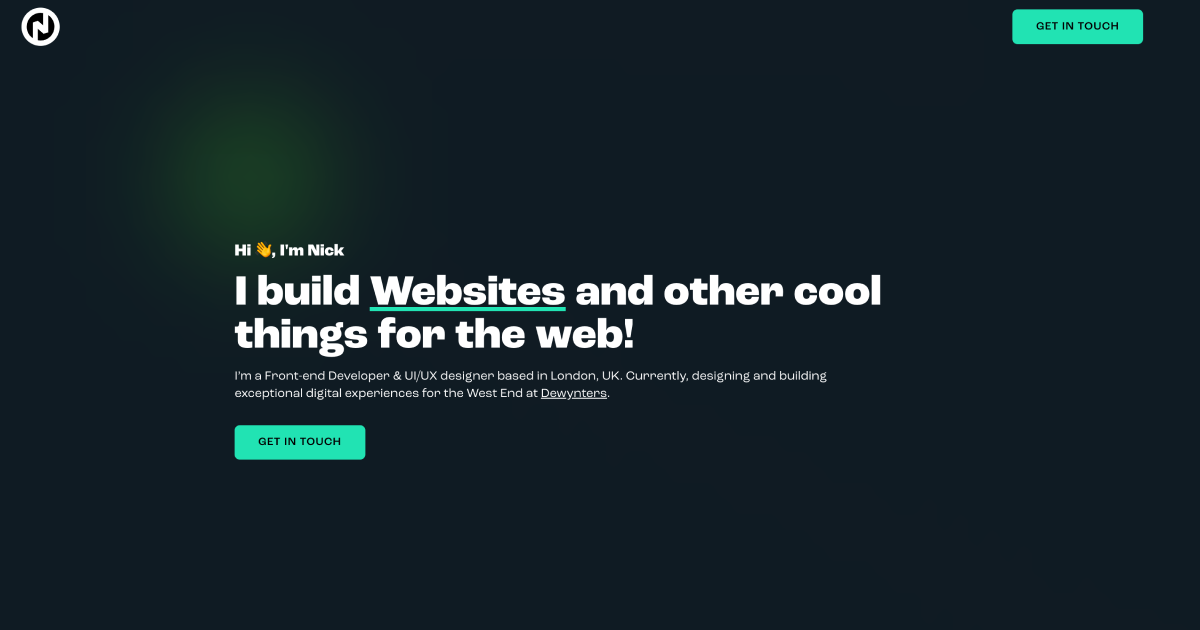 GET IN TOUCH
Hi 👋, I'm Nick
I build Websites and other cool
things for the web!
I'm a Front-end Developer & UI/UX designer based in London, UK. Currently, designing and building
exceptional digital experiences for the West End at Dewynters.
GET IN TOUCH